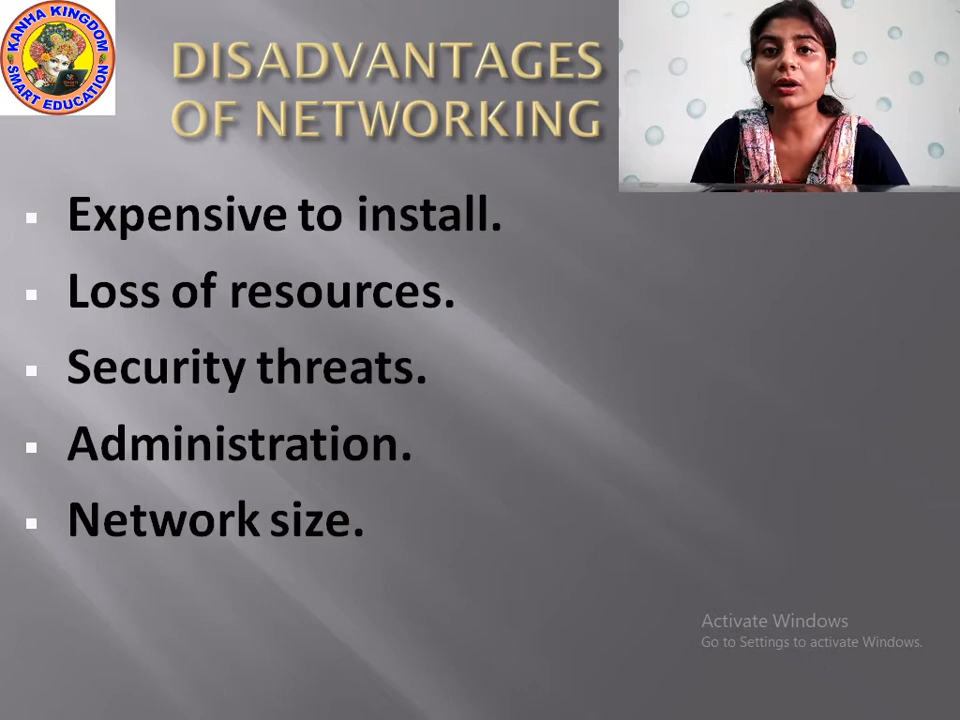 KANHA KINGDOM
SMART EDUCATION
DISADVANTAGES
OF NETWORKING
Expensive to install.
Loss of resources.
Security threats.
Administration.
Network size.
Activate Windows
Go to Settings to activate Windows.